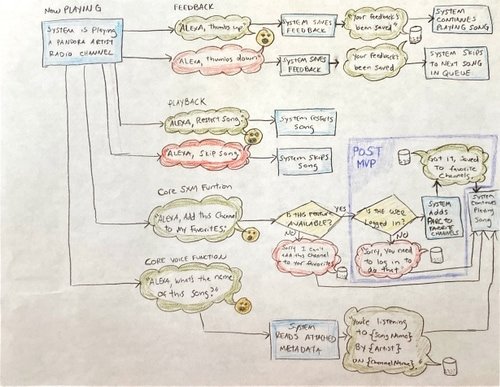 NOW PLAYING
SYSTEM IS Playing
A PANDORA ARTIST
RADIO CHANNEL.
FEEDBACK
"ALEXA, Thumbs up."
SYSTEM SAVES
FEEDBACK
"Your feedback's
been saved."
SYSTEM
CONTINUES
PLAYING SONG
"ALEXA, Thumbs down."
SYSTEM SAVES
FEEDBACK
"Your feedback's
been saved."
SYSTEM SKIPS
TO NEXT SONG
IN QUEUE.
PLAYBACK
"ALEXA, Restart Song."
SYSTEM RESTARTS
Song
"ALEXA, Skip Song."
SYSTEM SKIPS
Song
POST
MVP
"Got it, saved
to favorite
channels."
CORE SXM FUNTION
"ALEXA, Add this Channel
to My Favorites."
IS THIS FEATURE
AVAILABLE?
Yes
NO
IS THE USER
Logged in?
Yes
NO
SYSTEM
ADDS
TO
FAVORITE
CHANNELS
System
Continues
Playing
Song
"Sorry, I can't
add this channel
to your favorites"
"Sorry, you need
to log in to
do that."
CORE VOICE FUNCTION
"ALEXA, what's the name
of this song?"
SYSTEM
READS ATTACHED
METADATA
"You're listening
TO {SongName}
BY {Artist}
ON {ChannelName}."